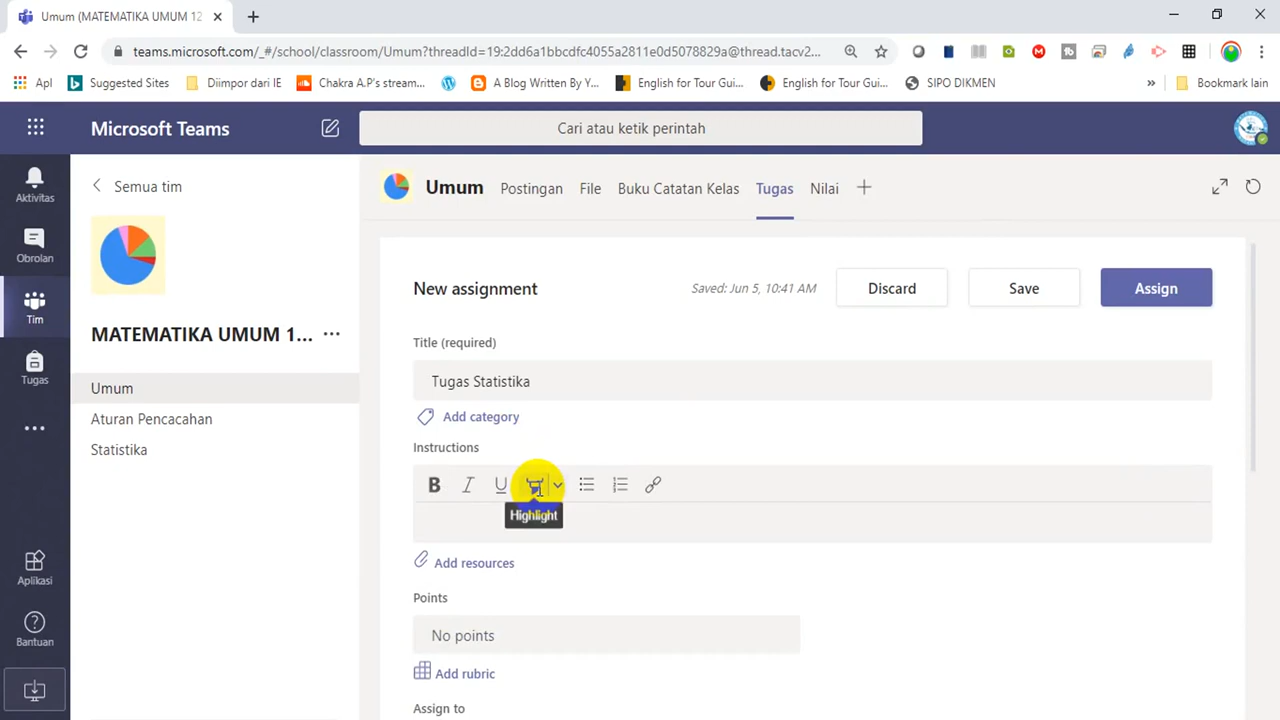 Umum (MATEMATIKA UMUM 12
teams.microsoft.com/_#/school/classroom/Umum?threadId=19:2dd6a1bbcdfc4055a2811e0d5078829a@thread.tacv2...
Apl
Suggested Sites
Diimpor dari IE
Chakra A.P's stream...
A Blog Written By Y...
English for Tour Gui...
English for Tour Gui...
SIPO DIKMEN
»
Bookmark lain
Microsoft Teams
Cari atau ketik perintah
Aktivitas
Obrolan
Tim
Tugas
Aplikasi
Bantuan
Semua tim
MATEMATIKA UMUM 1... ...
Umum
Aturan Pencacahan
Statistika
Umum Postingan File Buku Catatan Kelas Tugas Nilai +
New assignment
Saved: Jun 5, 10:41 AM
Discard
Save
Assign
Title (required)
Tugas Statistika
Add category
Instructions
B I U
Highlight
Add resources
Points
No points
Add rubric
Assign to